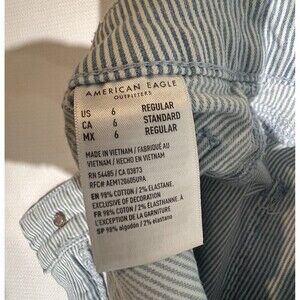 AMERICAN EAGLE
OUTFITTERS
US 6 REGULAR
CA 6 STANDARD
MX 6 REGULAR
MADE IN VIETNAM / FABRIQUÉ AU
VIETNAM / HECHO EN VIETNAM
RN 54485 / CA 03873
RFC# AEM1206050R9A
EN 98% COTTON / 2% ELASTANE.
EXCLUSIVE OF DECORATION
FR 98% COTON / 2% ÉLASTHANNE.
À L'EXCEPTION DE LA GARNITURE
SP 98% algodón / 2% elastano